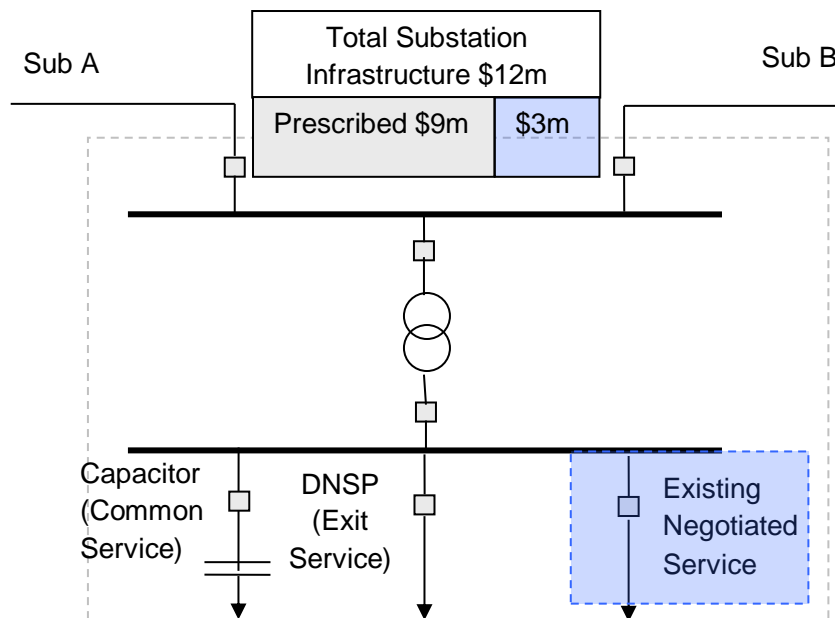 Sub A
Total Substation
Infrastructure $12m
Sub B
Prescribed $9m
$3m
Capacitor
(Common
Service)
DNSP
(Exit
Service)
Existing
Negotiated
Service